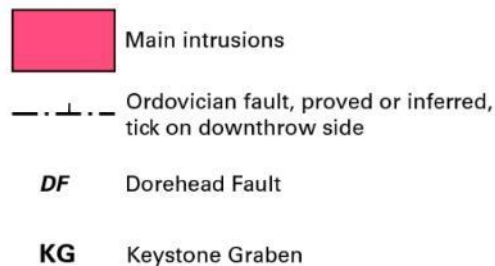 Main intrusions
Ordovician fault, proved or inferred,
tick on downthrow side
DF Dorehead Fault
KG Keystone Graben